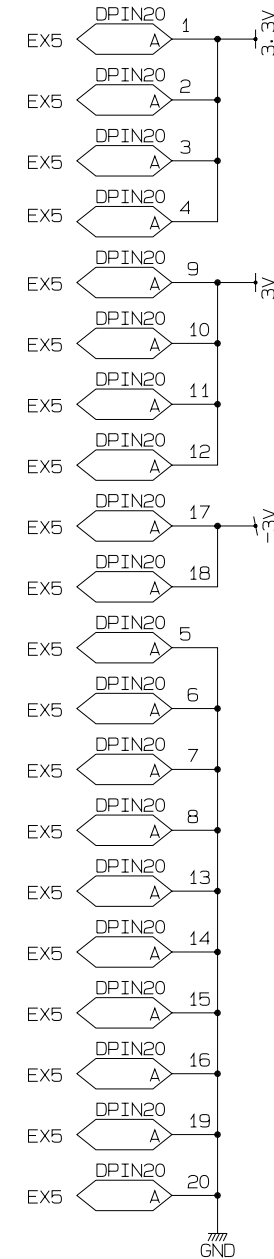 DPIN20 1
EX5 A 3.3V
DPIN20 2
EX5 A
DPIN20 3
EX5 A
DPIN20 4
EX5 A
DPIN20 9
EX5 A 3V
DPIN20 10
EX5 A
DPIN20 11
EX5 A
DPIN20 12
EX5 A
DPIN20 17
EX5 A -3V
DPIN20 18
EX5 A
DPIN20 5
EX5 A
DPIN20 6
EX5 A
DPIN20 7
EX5 A
DPIN20 8
EX5 A
DPIN20 13
EX5 A
DPIN20 14
EX5 A
DPIN20 15
EX5 A
DPIN20 16
EX5 A
DPIN20 19
EX5 A
DPIN20 20
EX5 A
GND